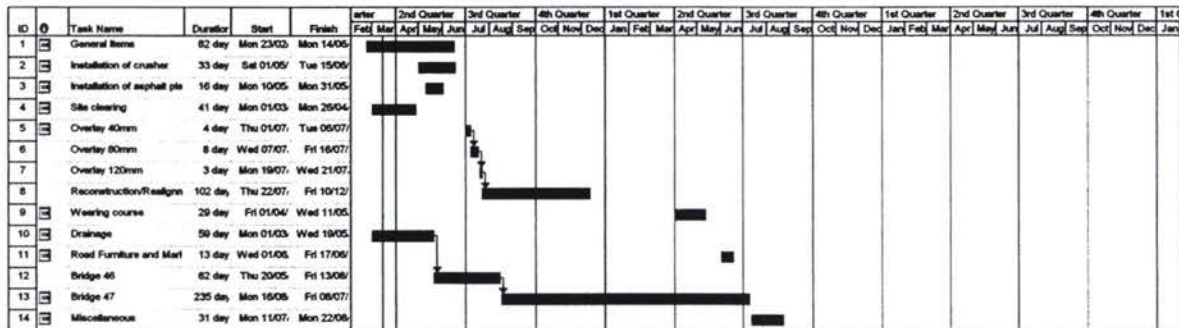 arter 2nd Quarter 3rd Quarter 4th Quarter 1st Quarter 2nd Quarter 3rd Quarter 4th Quarter 1st Quarter 2nd Quarter 3rd Quarter 4th Quarter 1st Q
ID Task Name Duration Start Finish Feb Mar Apr May Jun Jul Aug Sep Oct Nov Dec Jan Feb Mar Apr May Jun Jul Aug Sep Oct Nov Dec Jan Feb Mar Apr May Jun Jul Aug Sep Oct Nov Dec Jan
1 General Items 82 day Mon 23/02/ Mon 14/06/
2 Installation of crusher 33 day Sat 01/05/ Tue 15/06/
3 Installation of asphalt pla 16 day Mon 10/05/ Mon 31/05/
4 Site clearing 41 day Mon 01/03/ Mon 26/04/
5 Overlay 40mm 4 day Thu 01/07/ Tue 06/07/
6 Overlay 80mm 8 day Wed 07/07/ Fri 16/07/
7 Overlay 120mm 3 day Mon 19/07/ Wed 21/07/
8 Reconstruction/Realignn 102 day Thu 22/07/ Fri 10/12/
9 Wearing course 29 day Fri 01/04/ Wed 11/05/
10 Drainage 59 day Mon 01/03/ Wed 19/05/
11 Road Furniture and Marl 13 day Wed 01/06/ Fri 17/06/
12 Bridge 46 62 day Thu 20/05/ Fri 13/08/
13 Bridge 47 235 day Mon 16/08/ Fri 08/07/
14 Miscellaneous 31 day Mon 11/07/ Mon 22/08/